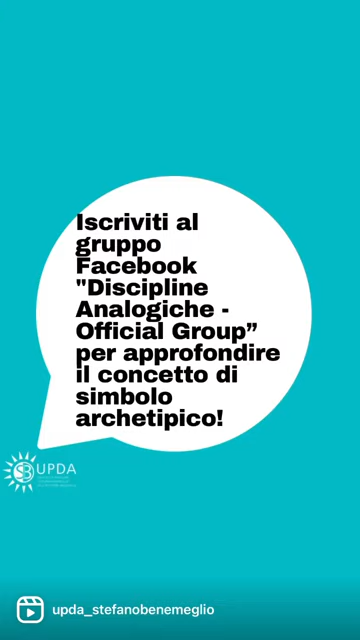 Iscriviti al
gruppo
Facebook
"Discipline
Analogiche -
Official Group”
per approfondire
il concetto di
simbolo
archetipico!
UPDA
upda_stefanobenemeglio